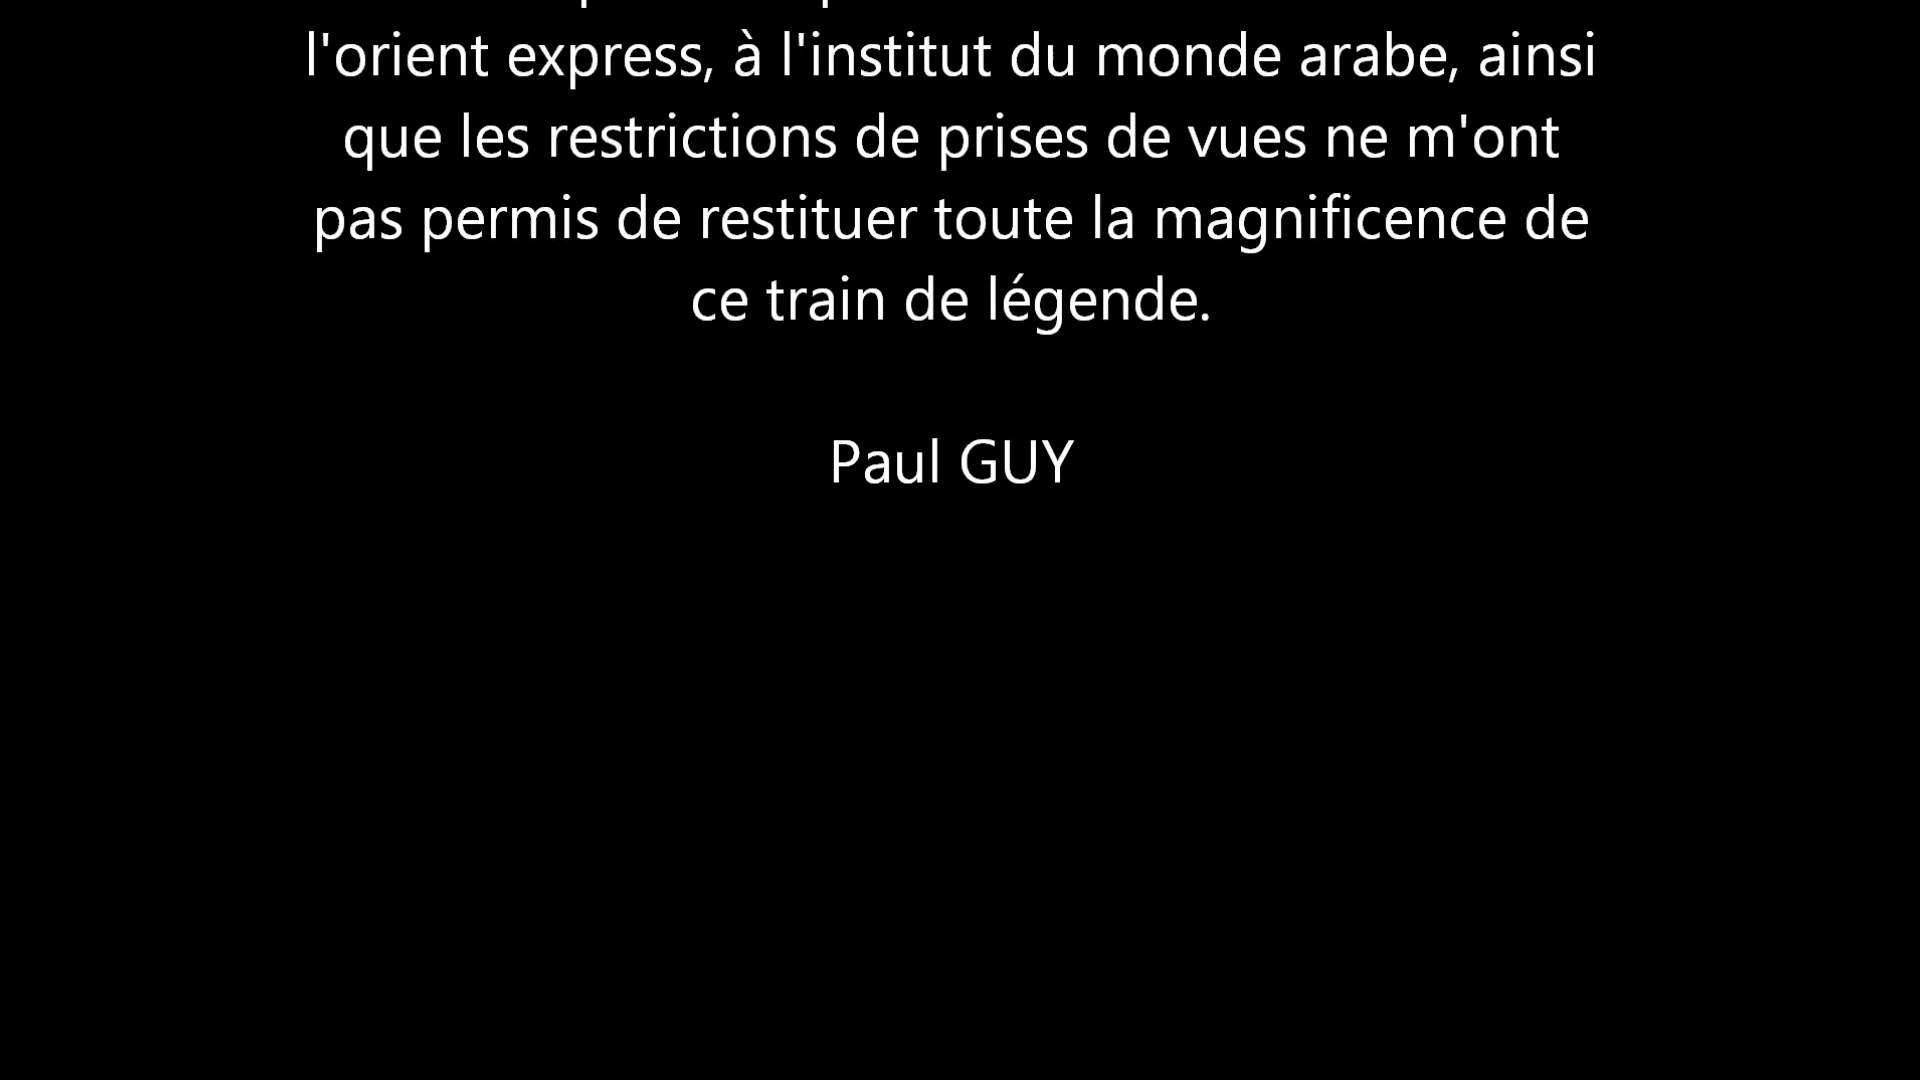 l'orient express, à l'institut du monde arabe, ainsi
que les restrictions de prises de vues ne m'ont
pas permis de restituer toute la magnificence de
ce train de légende.
Paul GUY